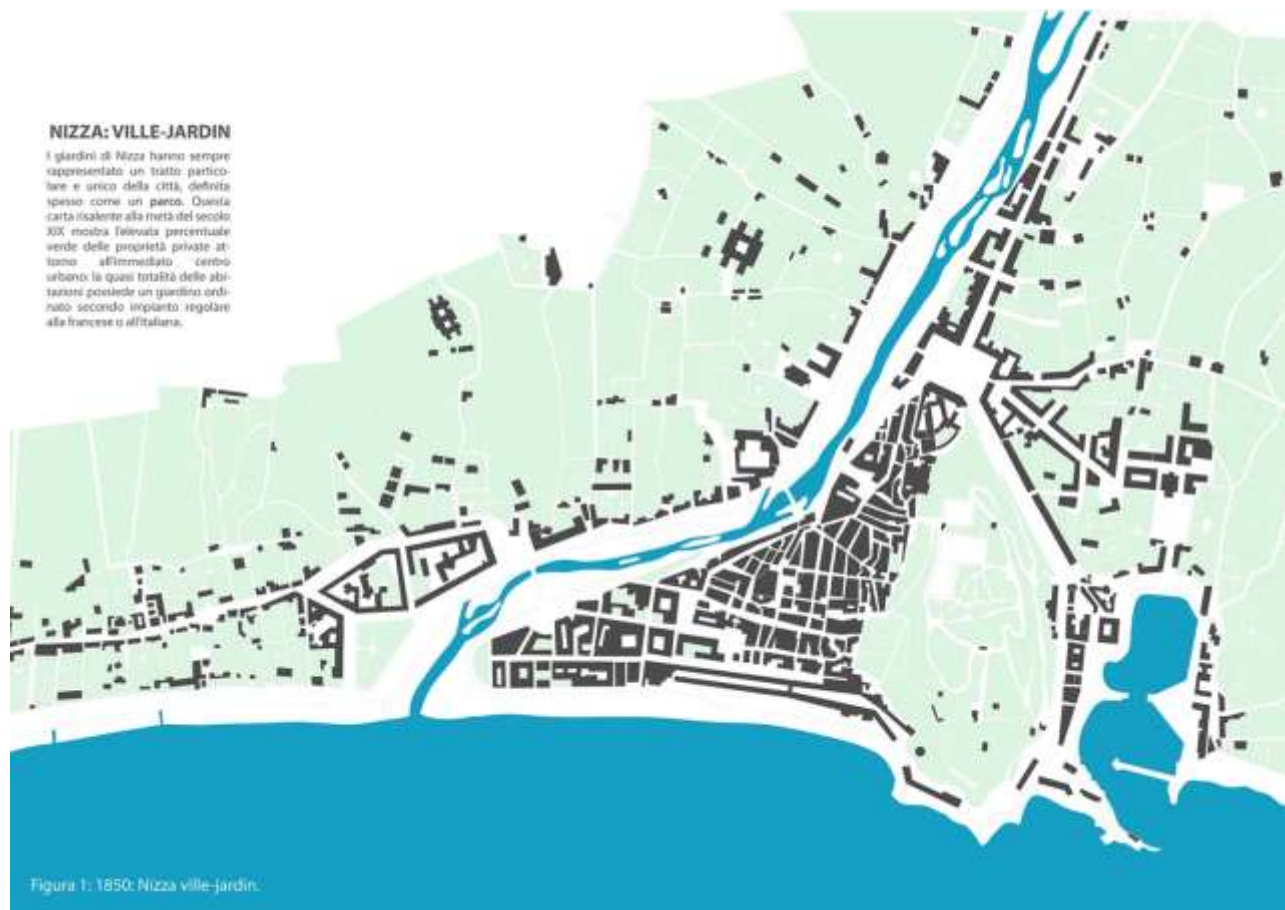 NIZZA: VILLE-JARDIN
I giardini di Nizza hanno sempre
rappresentato un tratto partico-
lare e unico della città, definita
spesso come un parco. Questa
carta risalente alla metà del secolo
XIX mostra l'elevata percentuale
verde delle proprietà private at-
torno all'immediato centro
urbano: la quasi totalità delle abi-
tazioni possiede un giardino ordi-
nato secondo impianto regolare
alla francese o all'italiana.
Figura 1: 1850: Nizza ville-jardin.